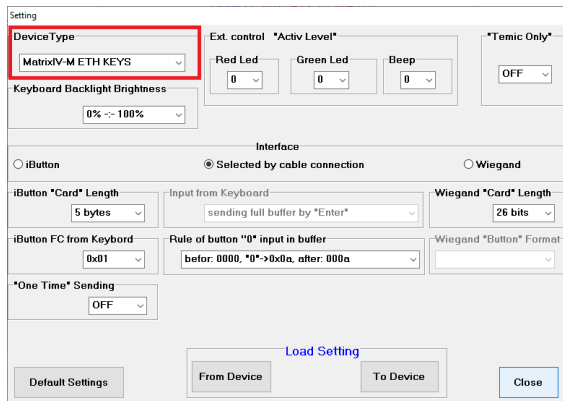 Setting
DeviceType
MatrixIV-M ETH KEYS
Ext. control "Activ Level"
Red Led
0
Green Led
0
Beep
0
"Temic Only"
OFF
Keyboard Backlight Brightness
0% -:- 100%
Interface
iButton
Selected by cable connection
Wiegand
iButton "Card" Length
5 bytes
Input from Keyboard
sending full buffer by "Enter"
Wiegand "Card" Length
26 bits
iButton FC from Keybord
0x01
Rule of button "0" input in buffer
befor: 0000, "0"->0x0a, after: 000a
Wiegand "Button" Format
"One Time" Sending
OFF
Load Setting
Default Settings
From Device
To Device
Close